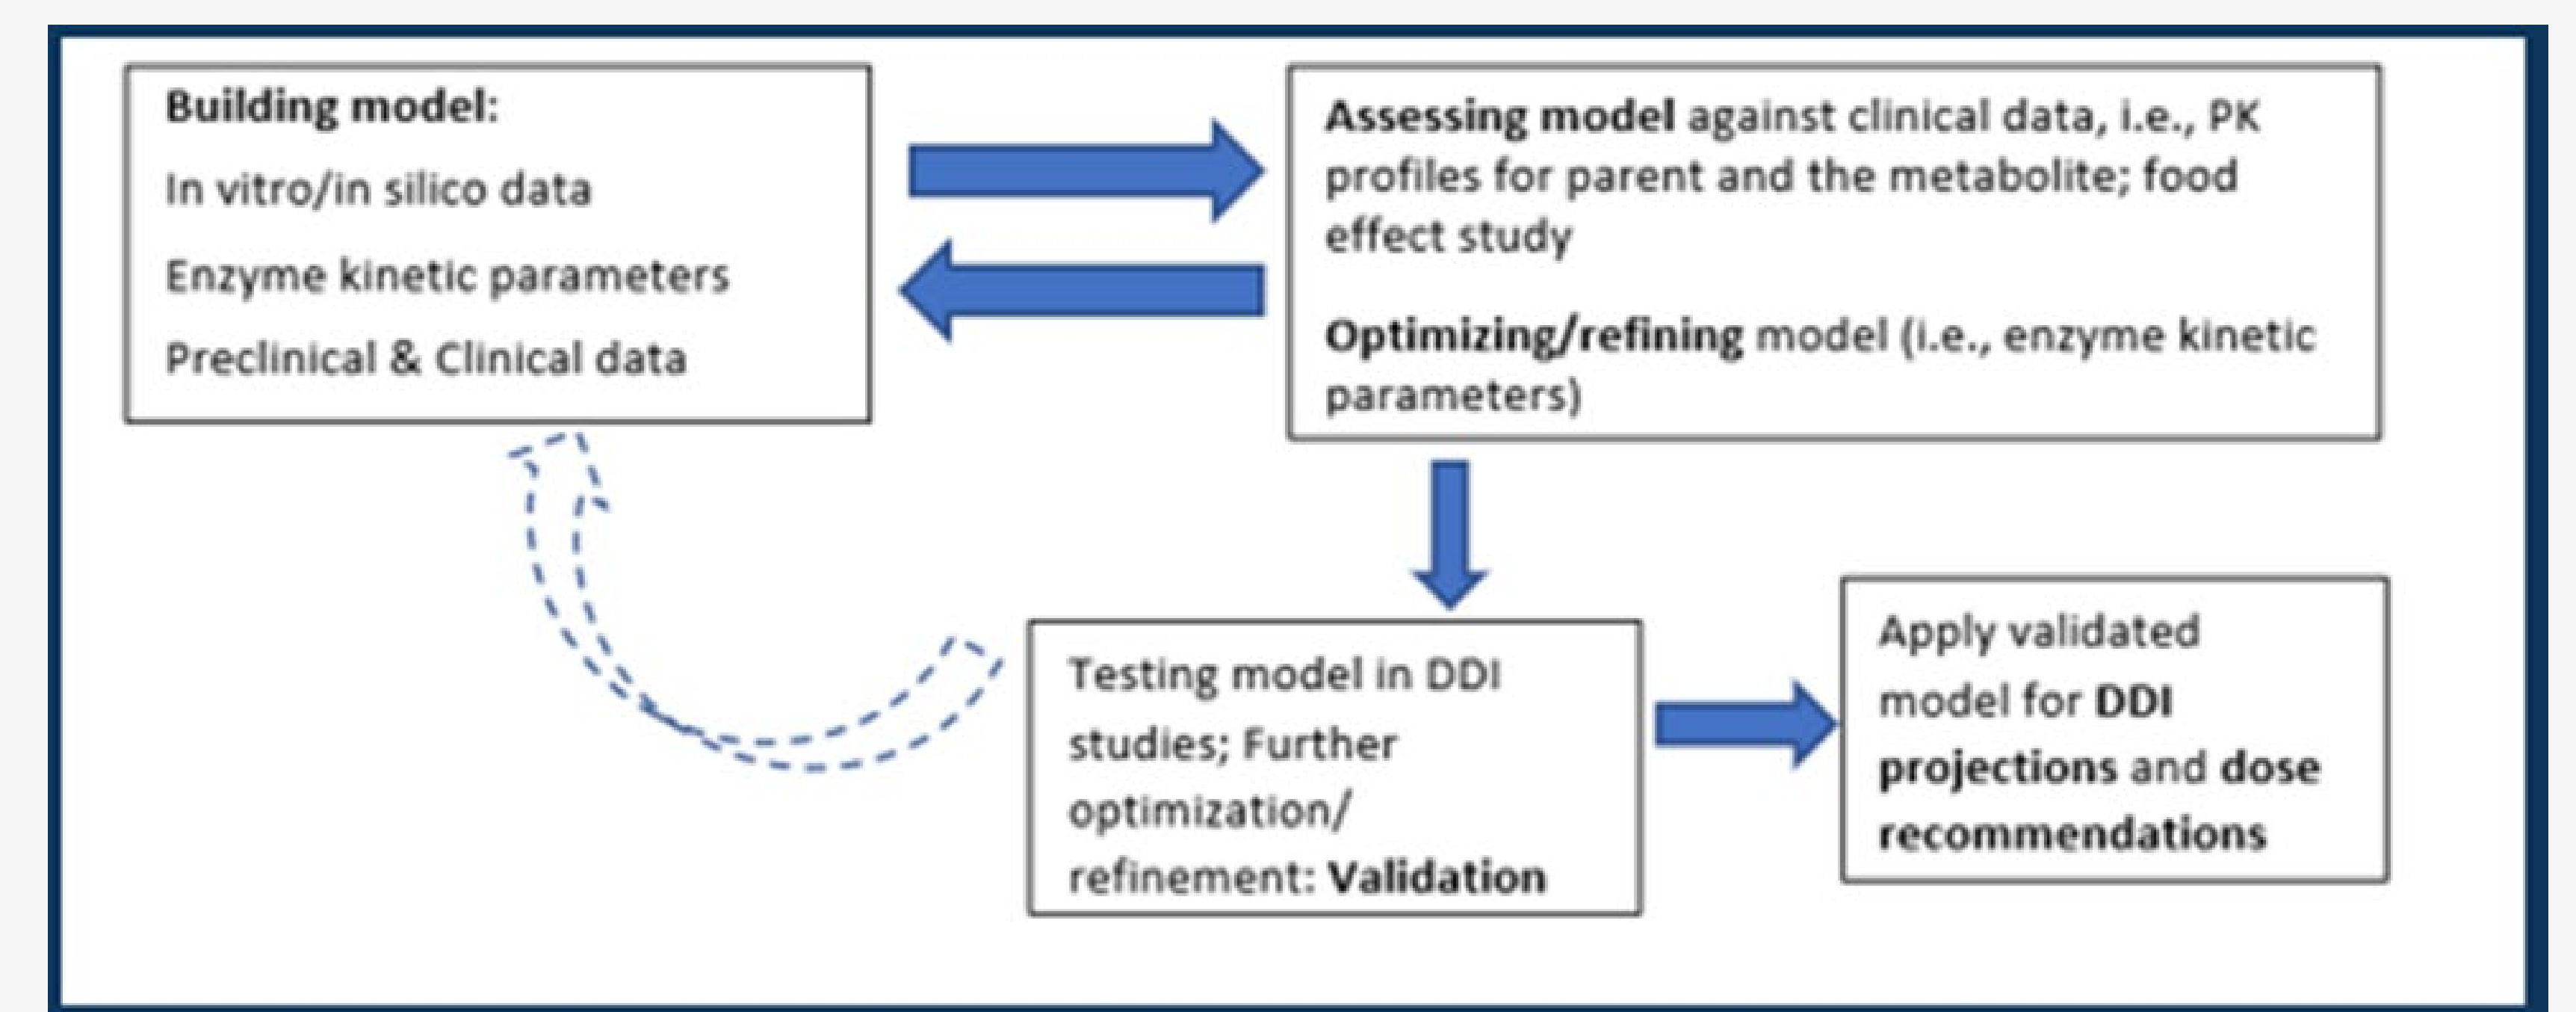 Building model:
In vitro/in silico data
Enzyme kinetic parameters
Preclinical & Clinical data
Assessing model against clinical data, i.e., PK
profiles for parent and the metabolite; food
effect study
Optimizing/refining model (i.e., enzyme kinetic
parameters)
Testing model in DDI
studies; Further
optimization/
refinement: Validation
Apply validated
model for DDI
projections and dose
recommendations